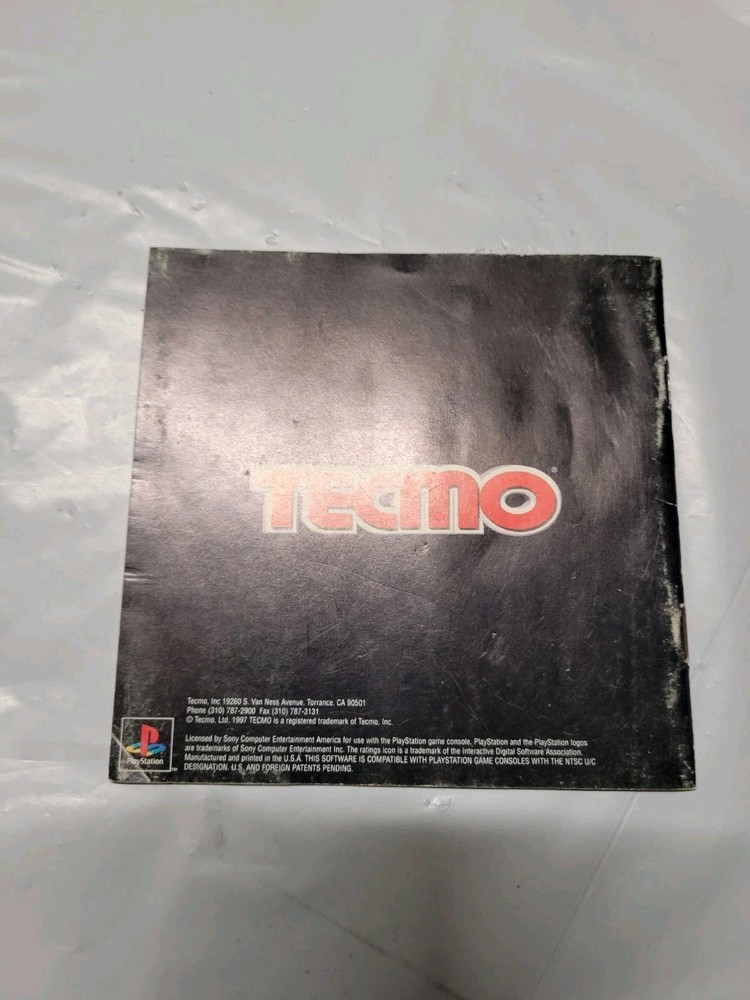 TECMO®
Tecmo, Inc 19260 S. Van Ness Avenue, Torrance, CA 90501
Phone (310) 787-2900 Fax (310) 787-3131
© Tecmo, Ltd. 1997 TECMO is a registered trademark of Tecmo, Inc.
Licensed by Sony Computer Entertainment America for use with the PlayStation game console. PlayStation and the PlayStation logos
are trademarks of Sony Computer Entertainment Inc. The ratings icon is a trademark of the Interactive Digital Software Association.
Manufactured and printed in the U.S.A. THIS SOFTWARE IS COMPATIBLE WITH PLAYSTATION GAME CONSOLES WITH THE NTSC U/C
DESIGNATION. U.S. AND FOREIGN PATENTS PENDING.
PlayStation
TM